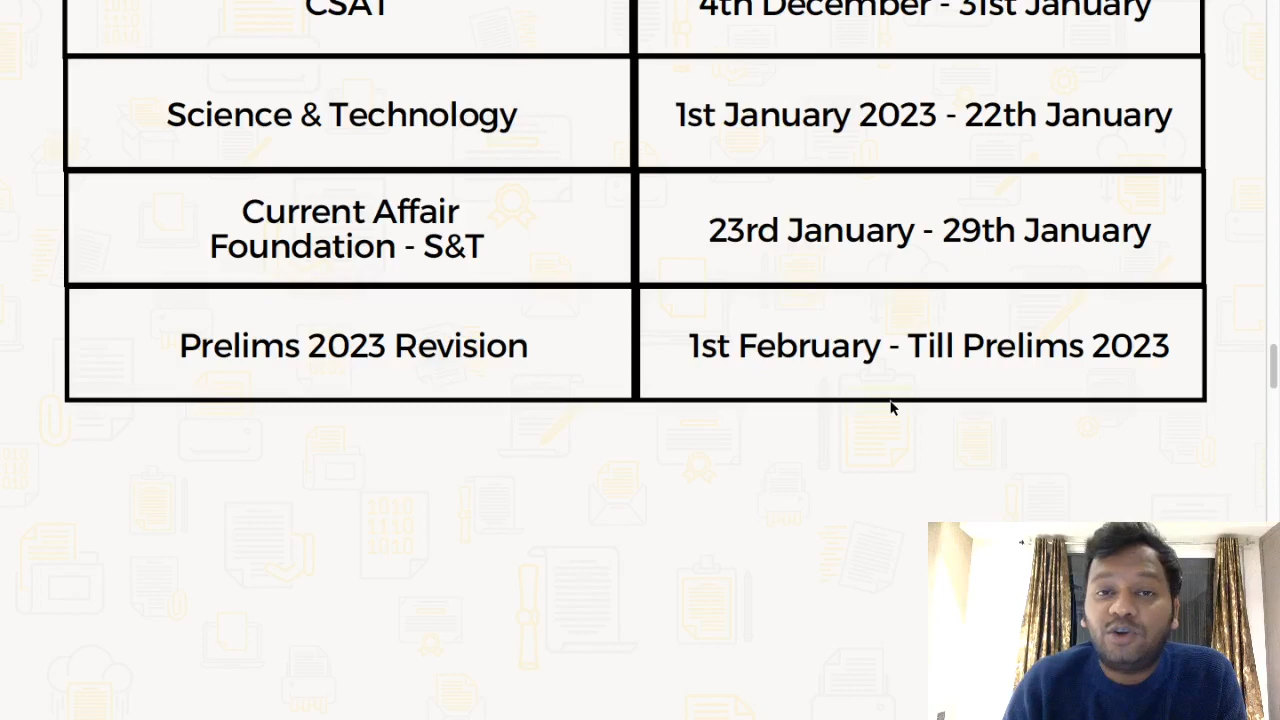 CSAT
4th December - 31st January
Science & Technology
1st January 2023 - 22th January
Current Affair
Foundation - S&T
23rd January - 29th January
Prelims 2023 Revision
1st February - Till Prelims 2023